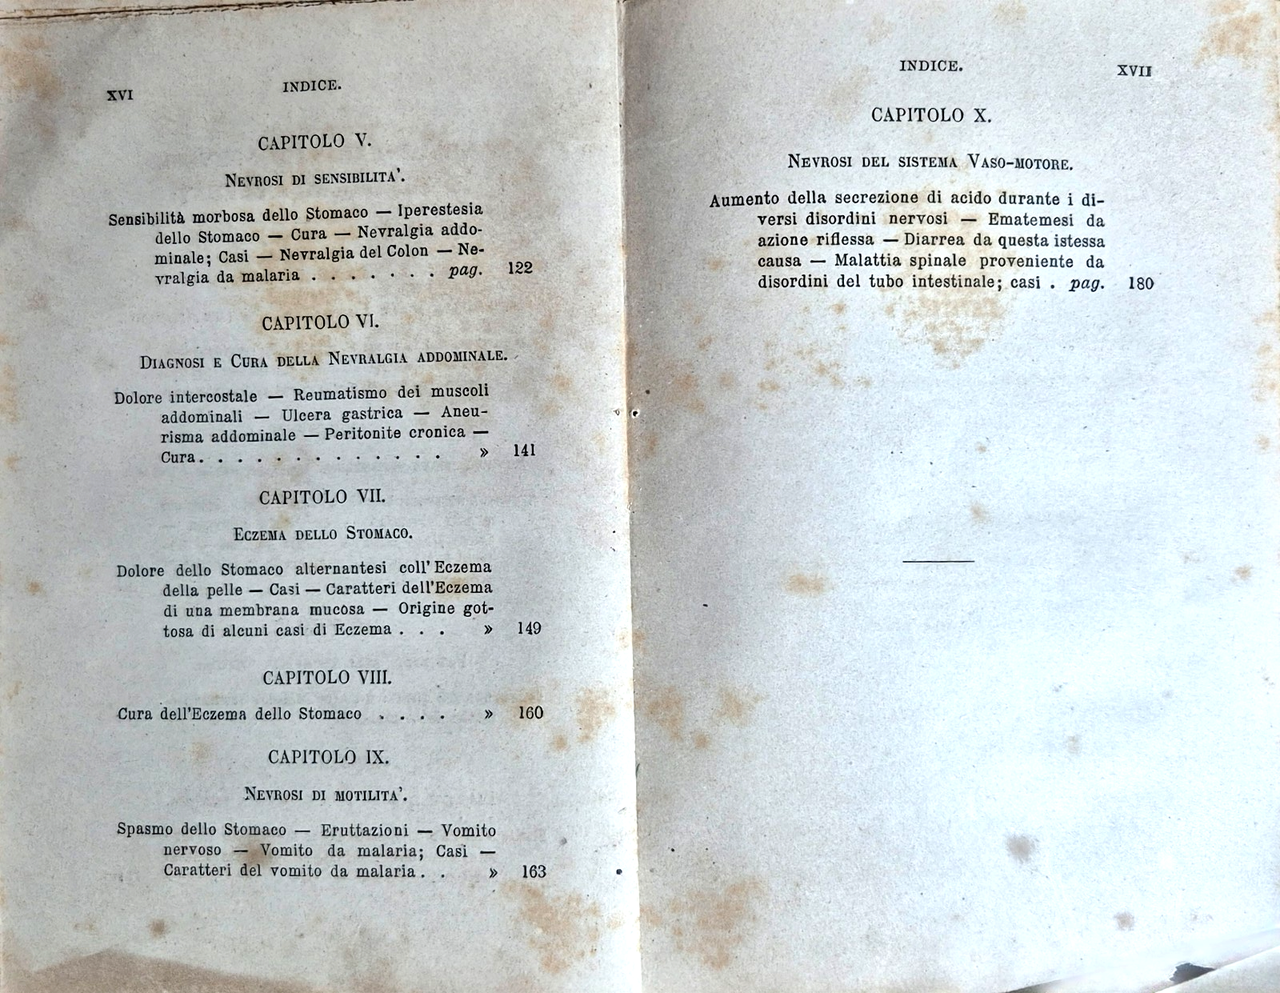 XVI
INDICE.
CAPITOLO V.
NEVROSI DI SENSIBILITA'.
Sensibilità morbosa dello Stomaco — Iperestesia
dello Stomaco — Cura — Nevralgia addo-
minale; Casi — Nevralgia del Colon — Ne-
vralgia da malaria . . . . . . . pag. 122
CAPITOLO VI.
DIAGNOSI E CURA DELLA NEVRALGIA ADDOMINALE.
Dolore intercostale — Reumatismo dei muscoli
addominali — Ulcera gastrica — Aneu-
risma addominale — Peritonite cronica —
Cura. . . . . . . . . . . . . . » 141
CAPITOLO VII.
ECZEMA DELLO STOMACO.
Dolore dello Stomaco alternantesi coll'Eczema
della pelle — Casi — Caratteri dell'Eczema
di una membrana mucosa — Origine got-
tosa di alcuni casi di Eczema . . . » 149
CAPITOLO VIII.
Cura dell'Eczema dello Stomaco . . . . » 160
CAPITOLO IX.
NEVROSI DI MOTILITA'.
Spasmo dello Stomaco — Eruttazioni — Vomito
nervoso — Vomito da malaria; Casi —
Caratteri del vomito da malaria. . » 163
INDICE.
XVII
CAPITOLO X.
NEVROSI DEL SISTEMA VASO-MOTORE.
Aumento della secrezione di acido durante i di-
versi disordini nervosi — Ematemesi da
azione riflessa — Diarrea da questa istessa
causa — Malattia spinale proveniente da
disordini del tubo intestinale; casi . pag. 180